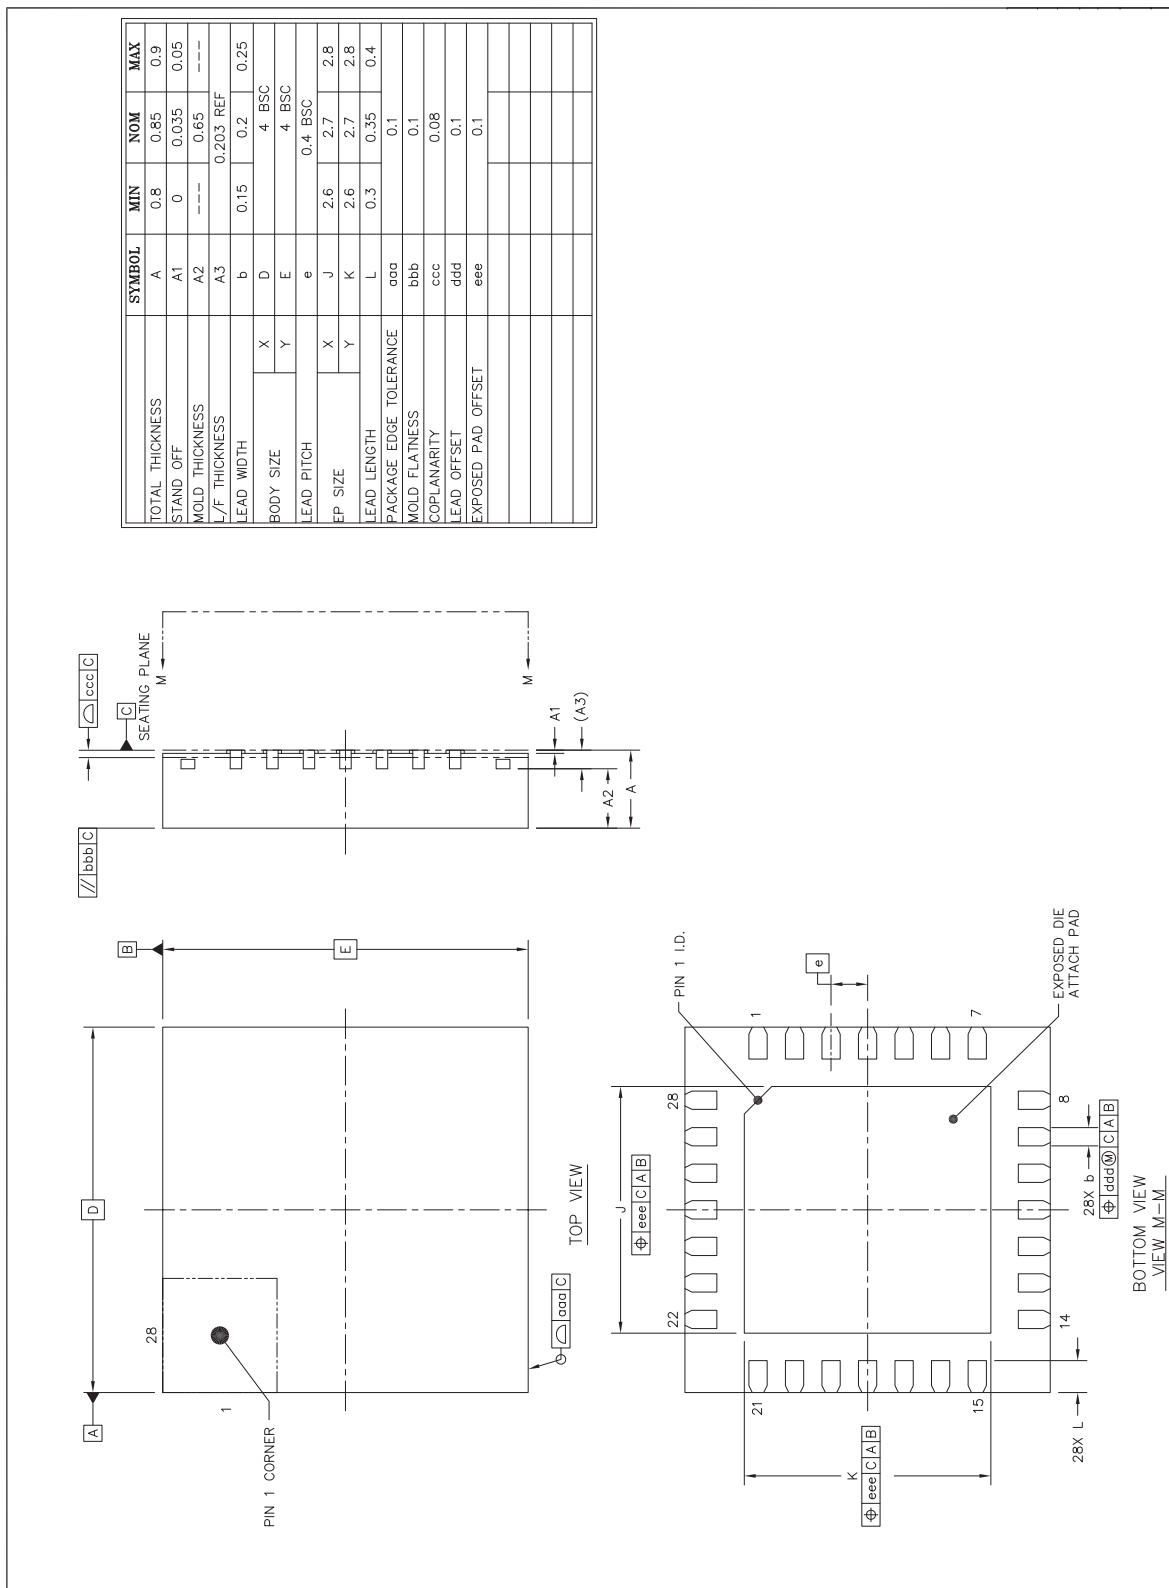 PIN 1 CORNER
A
D
1
28
B
E
aaa C
TOP VIEW
// bbb C
ccc C
C
SEATING PLANE
M
M
A1
(A3)
A2
A
SYMBOL MIN NOM MAX
TOTAL THICKNESS A 0.8 0.85 0.9
STAND OFF A1 0 0.035 0.05
MOLD THICKNESS A2 --- 0.65 ---
L/F THICKNESS A3 0.203 REF
LEAD WIDTH b 0.15 0.2 0.25
BODY SIZE X D 4 BSC
Y E 4 BSC
LEAD PITCH e 0.4 BSC
EP SIZE X J 2.6 2.7 2.8
Y K 2.6 2.7 2.8
LEAD LENGTH L 0.3 0.35 0.4
PACKAGE EDGE TOLERANCE aaa 0.1
MOLD FLATNESS bbb 0.1
COPLANARITY ccc 0.08
LEAD OFFSET ddd 0.1
EXPOSED PAD OFFSET eee 0.1
J
⌖ eee C A B
22
28
PIN 1 I.D.
21
1
e
K
⌖ eee C A B
15
7
EXPOSED DIE
ATTACH PAD
14
8
28X L
28X b
⌖ ddd Ⓜ C A B
BOTTOM VIEW
VIEW M-M